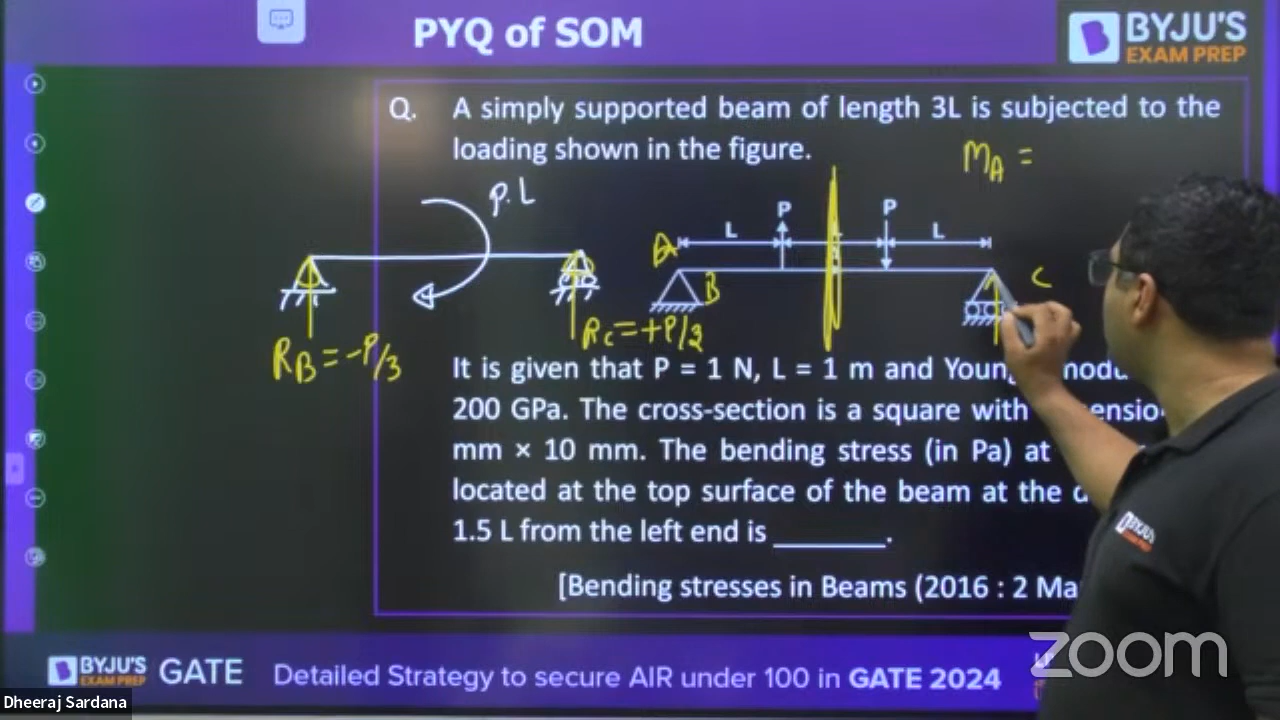 PYQ of SOM
BYJU'S
EXAM PREP
Q. A simply supported beam of length 3L is subjected to the
loading shown in the figure.
M_A =
P.L
P P
L L
A
B
C
R_B = -P/3
R_C = +P/3
It is given that P = 1 N, L = 1 m and
200 GPa. The cross-section is a square with
mm × 10 mm. The bending stress (in Pa) at
located at the top surface of the beam at the
1.5 L from the left end is ________.
[Bending stresses in Beams (2016 : 2
BYJU'S
EXAM PREP
GATE
Detailed Strategy to secure AIR under 100 in GATE 2024
zoom
Dheeraj Sardana
BYJU'S